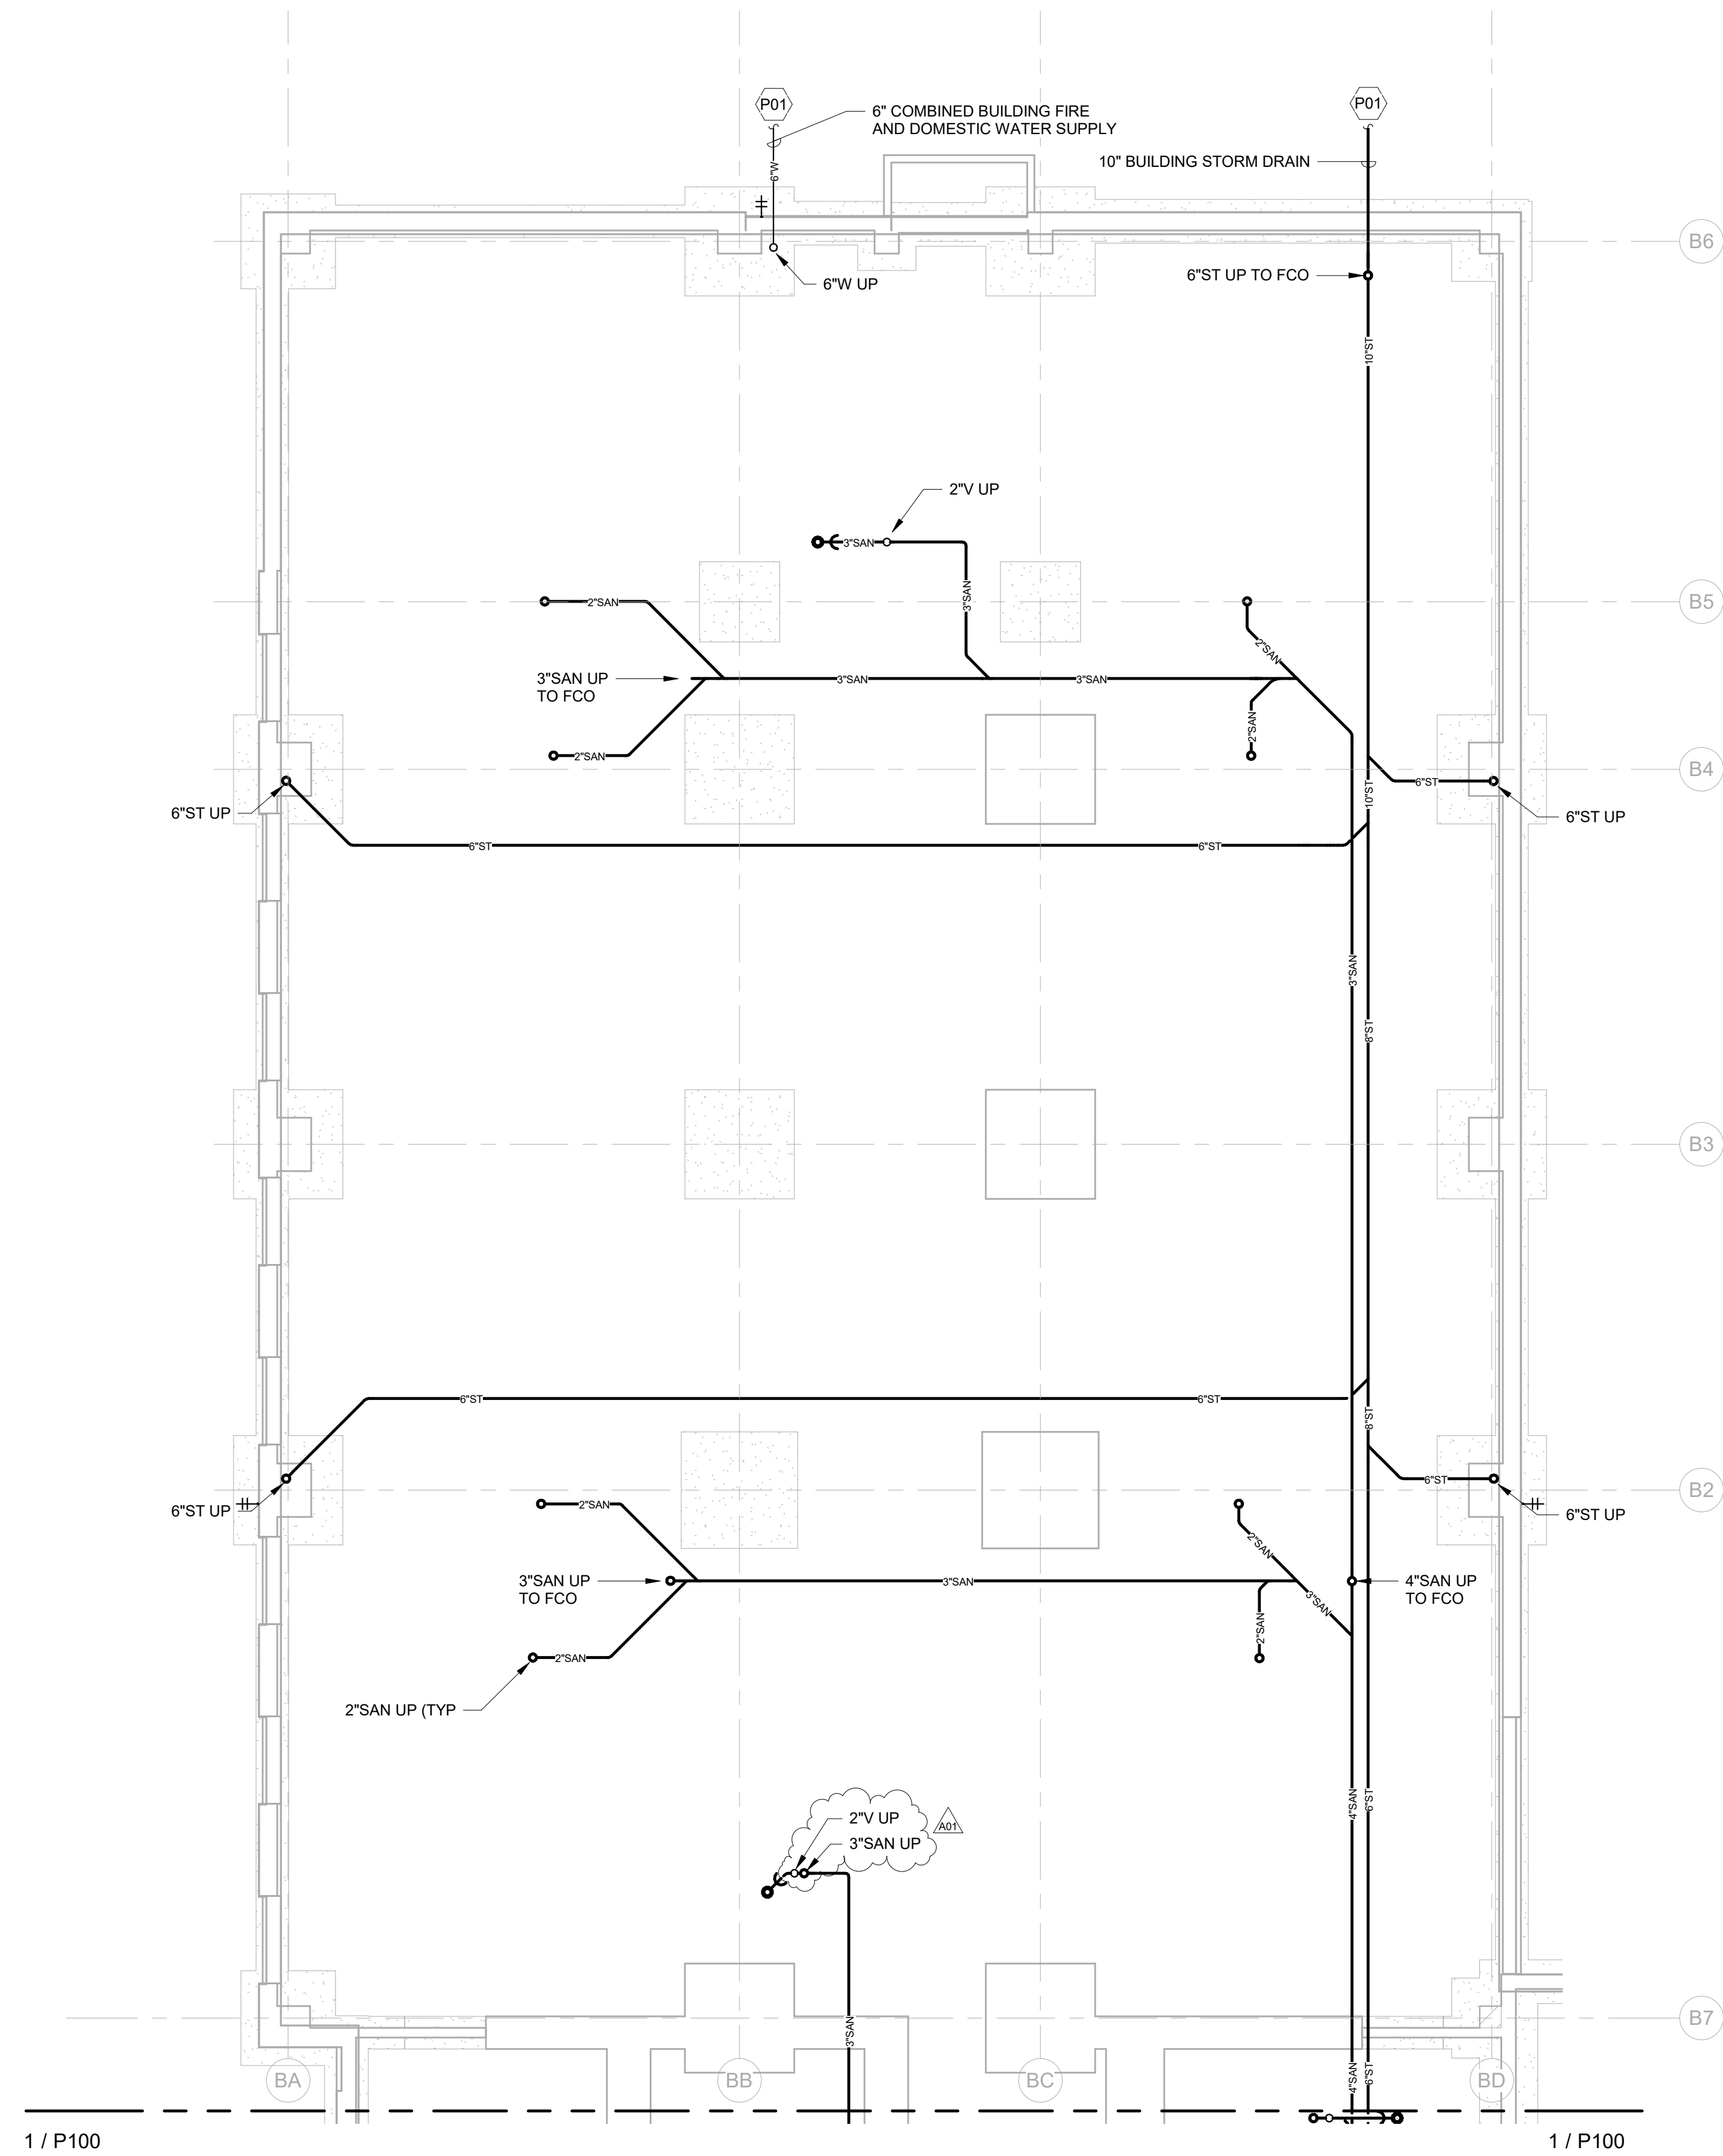 P01
P01
6" COMBINED BUILDING FIRE
AND DOMESTIC WATER SUPPLY
10" BUILDING STORM DRAIN
6"W
B6
6"W UP
6"ST UP TO FCO
10"ST
2"V UP
3"SAN
3"SAN
2"SAN
B5
2"SAN
3"SAN UP
TO FCO
3"SAN
3"SAN
2"SAN
2"SAN
B4
6"ST
10"ST
6"ST UP
6"ST UP
6"ST
6"ST
3"SAN
8"ST
B3
6"ST
6"ST
8"ST
6"ST
B2
6"ST UP
6"ST UP
2"SAN
2"SAN
3"SAN UP
TO FCO
3"SAN
3"SAN
4"SAN UP
TO FCO
2"SAN
2"SAN
2"SAN UP (TYP
4"SAN
6"ST
2"V UP
A01
3"SAN UP
B7
3"SAN
4"SAN
6"ST
BA
BB
BC
BD
1 / P100
1 / P100